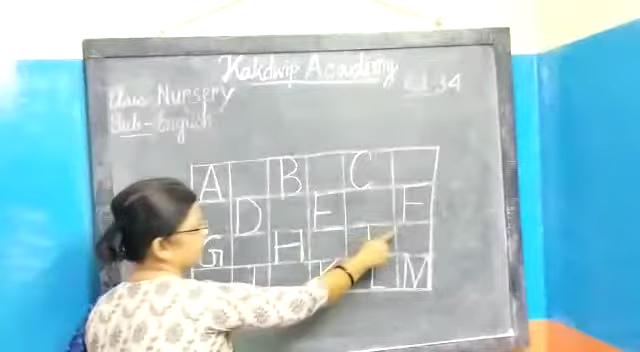 Kakdwip Academy
Class Nursery
Sub- English
A B C
D E F
G H I
L M